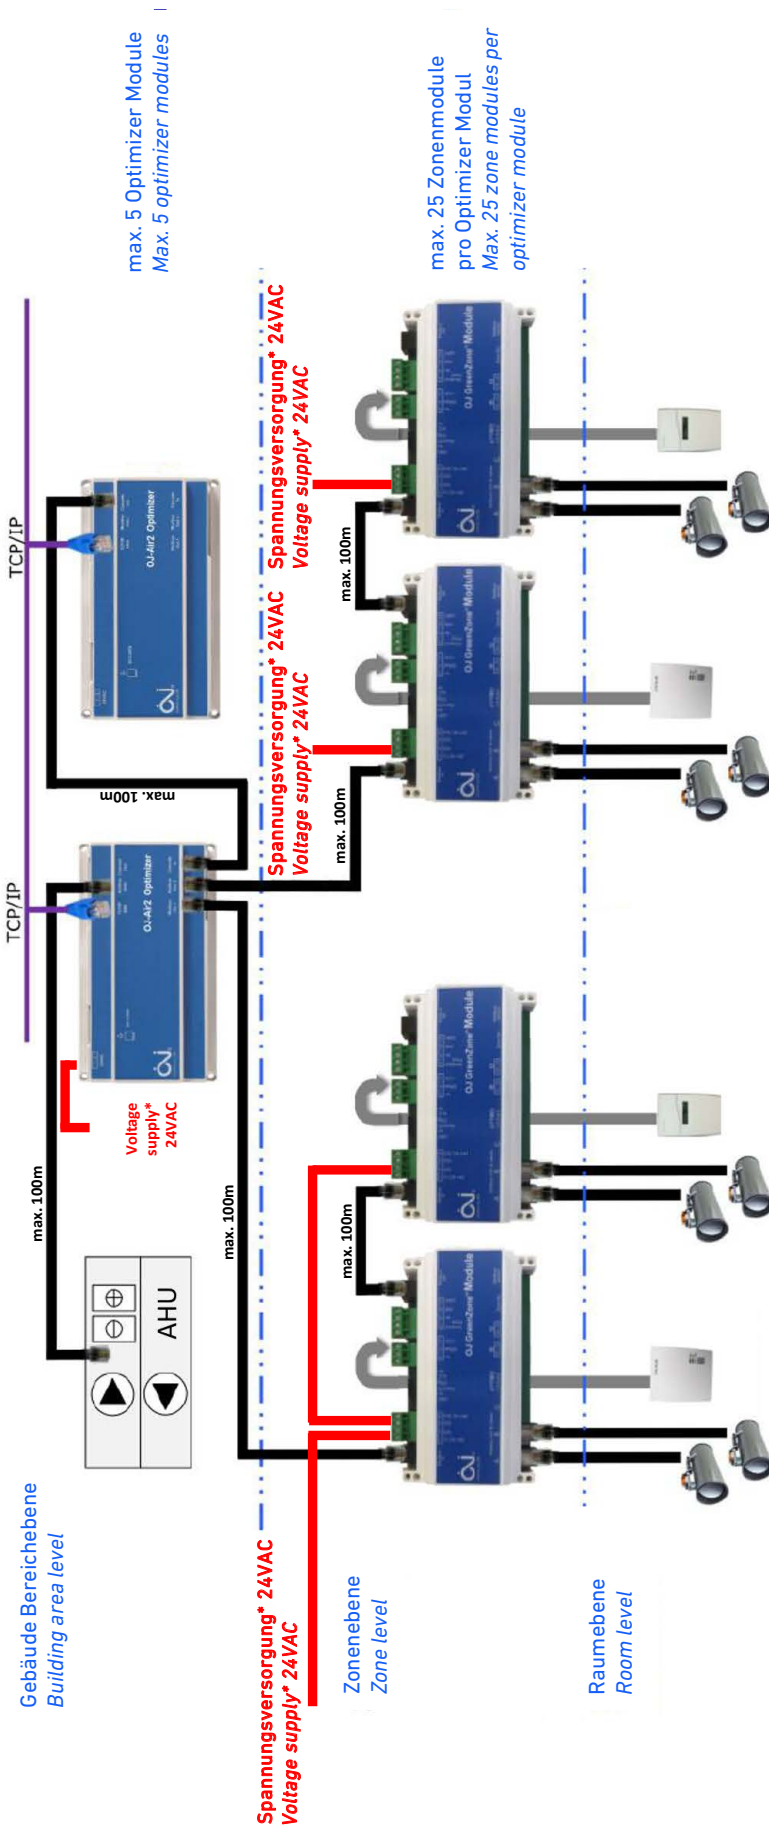 Gebäude Bereichebene
Building area level
AHU
max. 100m
Voltage
supply*
24VAC
TCP/IP
OJ-Air2 Optimizer
max. 100m
TCP/IP
OJ-Air2 Optimizer
max. 5 Optimizer Module
Max. 5 optimizer modules
max. 100m
Spannungsversorgung* 24VAC
Voltage supply* 24VAC
Spannungsversorgung* 24VAC
Voltage supply* 24VAC
Spannungsversorgung* 24VAC
Voltage supply* 24VAC
Zonenebene
Zone level
max. 100m
max. 100m
max. 100m
OJ GreenZone™ Module
OJ GreenZone™ Module
OJ GreenZone™ Module
OJ GreenZone™ Module
max. 25 Zonenmodule
pro Optimizer Modul
Max. 25 zone modules per
optimizer module
Raumebene
Room level